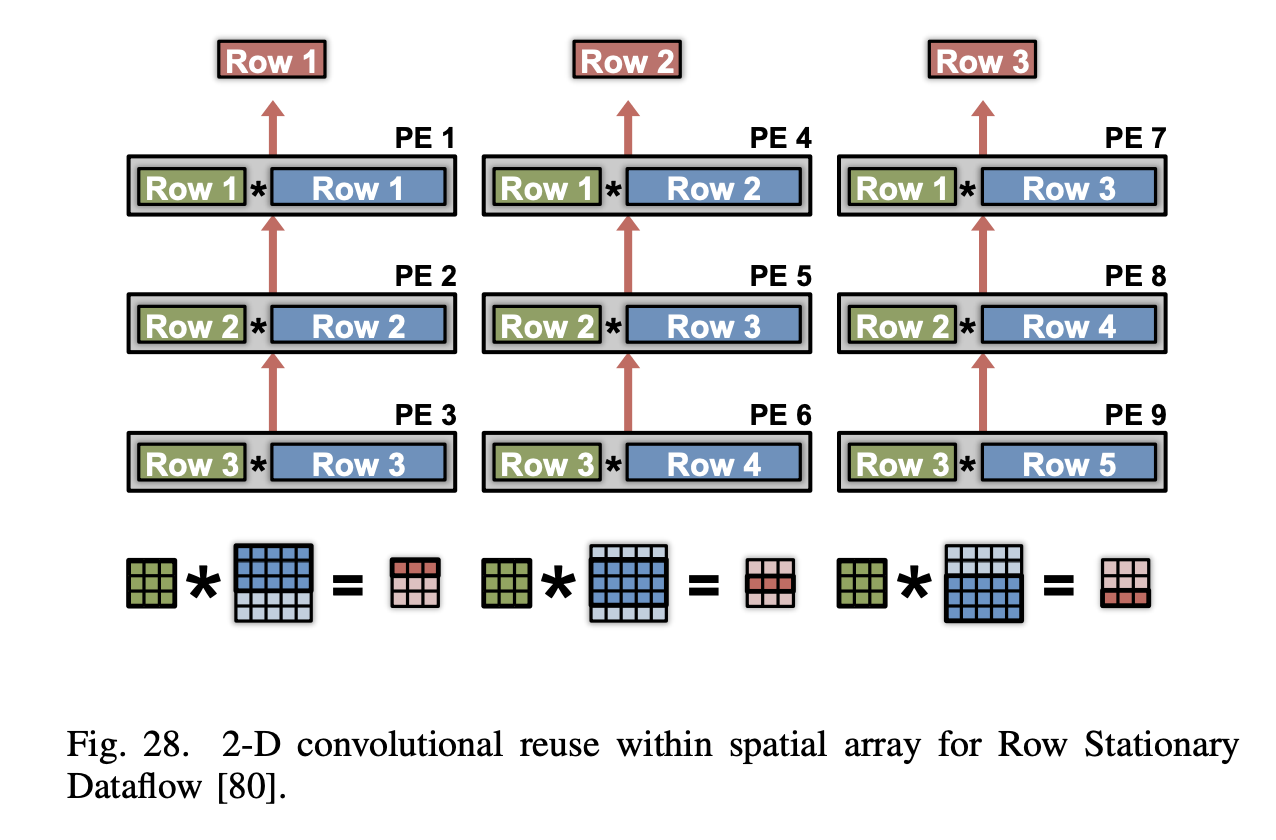 Row 1 Row 2 Row 3
PE 1 PE 4 PE 7
Row 1 * Row 1 Row 1 * Row 2 Row 1 * Row 3
PE 2 PE 5 PE 8
Row 2 * Row 2 Row 2 * Row 3 Row 2 * Row 4
PE 3 PE 6 PE 9
Row 3 * Row 3 Row 3 * Row 4 Row 3 * Row 5
* = * = * =
Fig. 28. 2-D convolutional reuse within spatial array for Row Stationary
Dataflow [80].